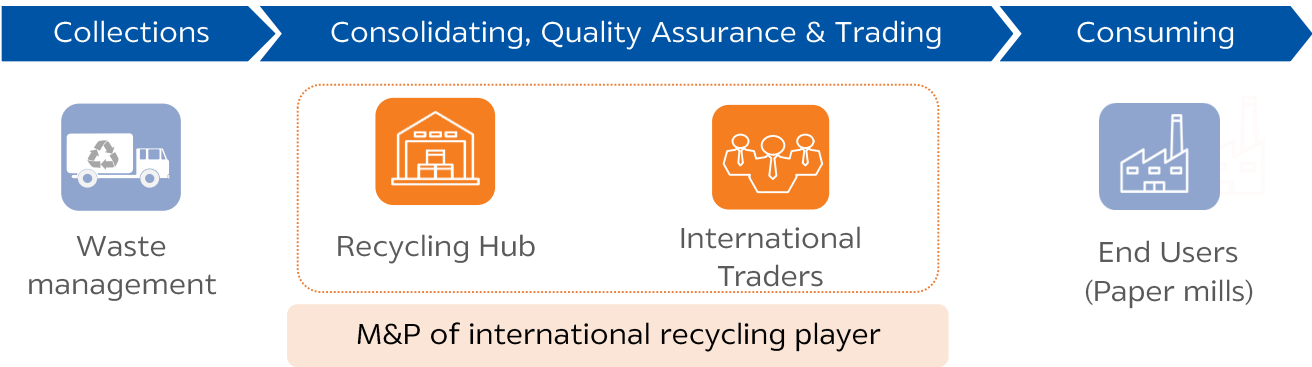 Collections
Consolidating, Quality Assurance & Trading
Consuming
Waste
management
Recycling Hub
International
Traders
End Users
(Paper mills)
M&P of international recycling player